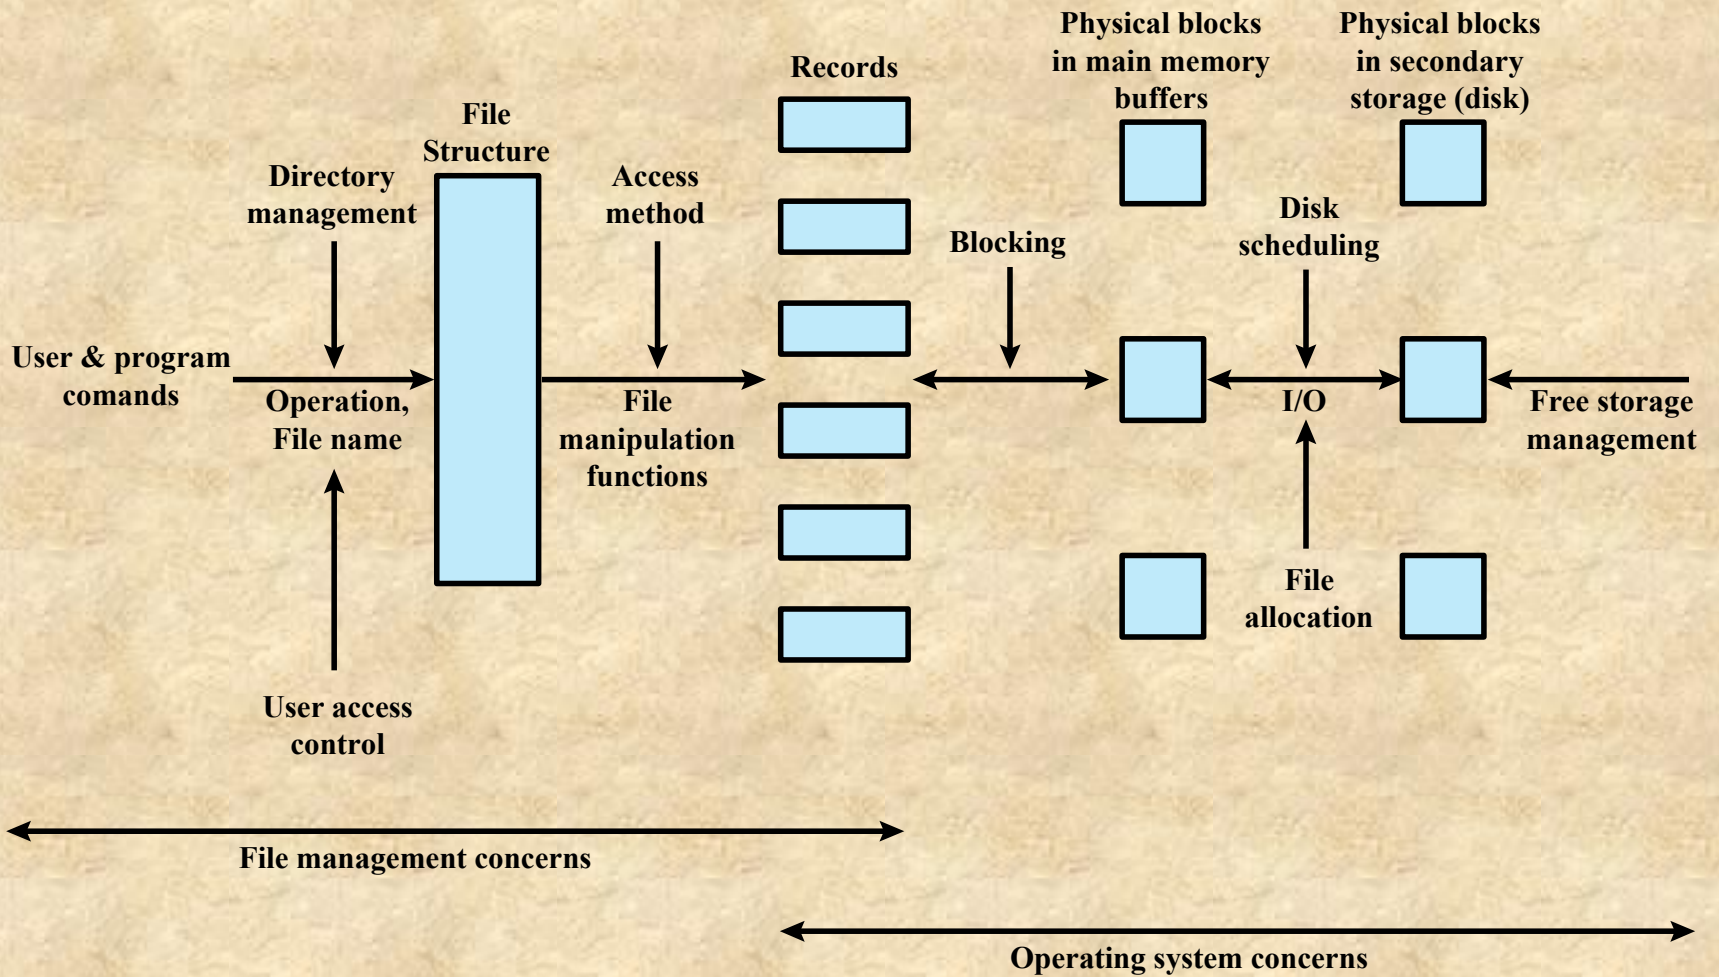 Physical blocks
in main memory
buffers
Physical blocks
in secondary
storage (disk)
Records
File
Structure
Directory
management
Access
method
Blocking
Disk
scheduling
User & program
comands
Operation,
File name
File
manipulation
functions
I/O
Free storage
management
File
allocation
User access
control
File management concerns
Operating system concerns